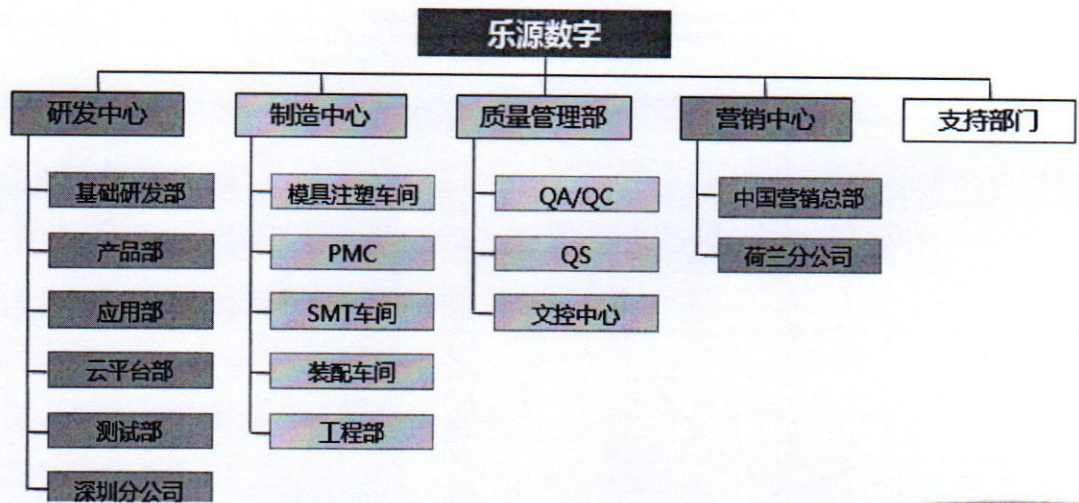 乐源数字
研发中心
制造中心
质量管理部
营销中心
支持部门
基础研发部
产品部
应用部
云平台部
测试部
深圳分公司
模具注塑车间
PMC
SMT车间
装配车间
工程部
QA/QC
QS
文控中心
中国营销总部
荷兰分公司